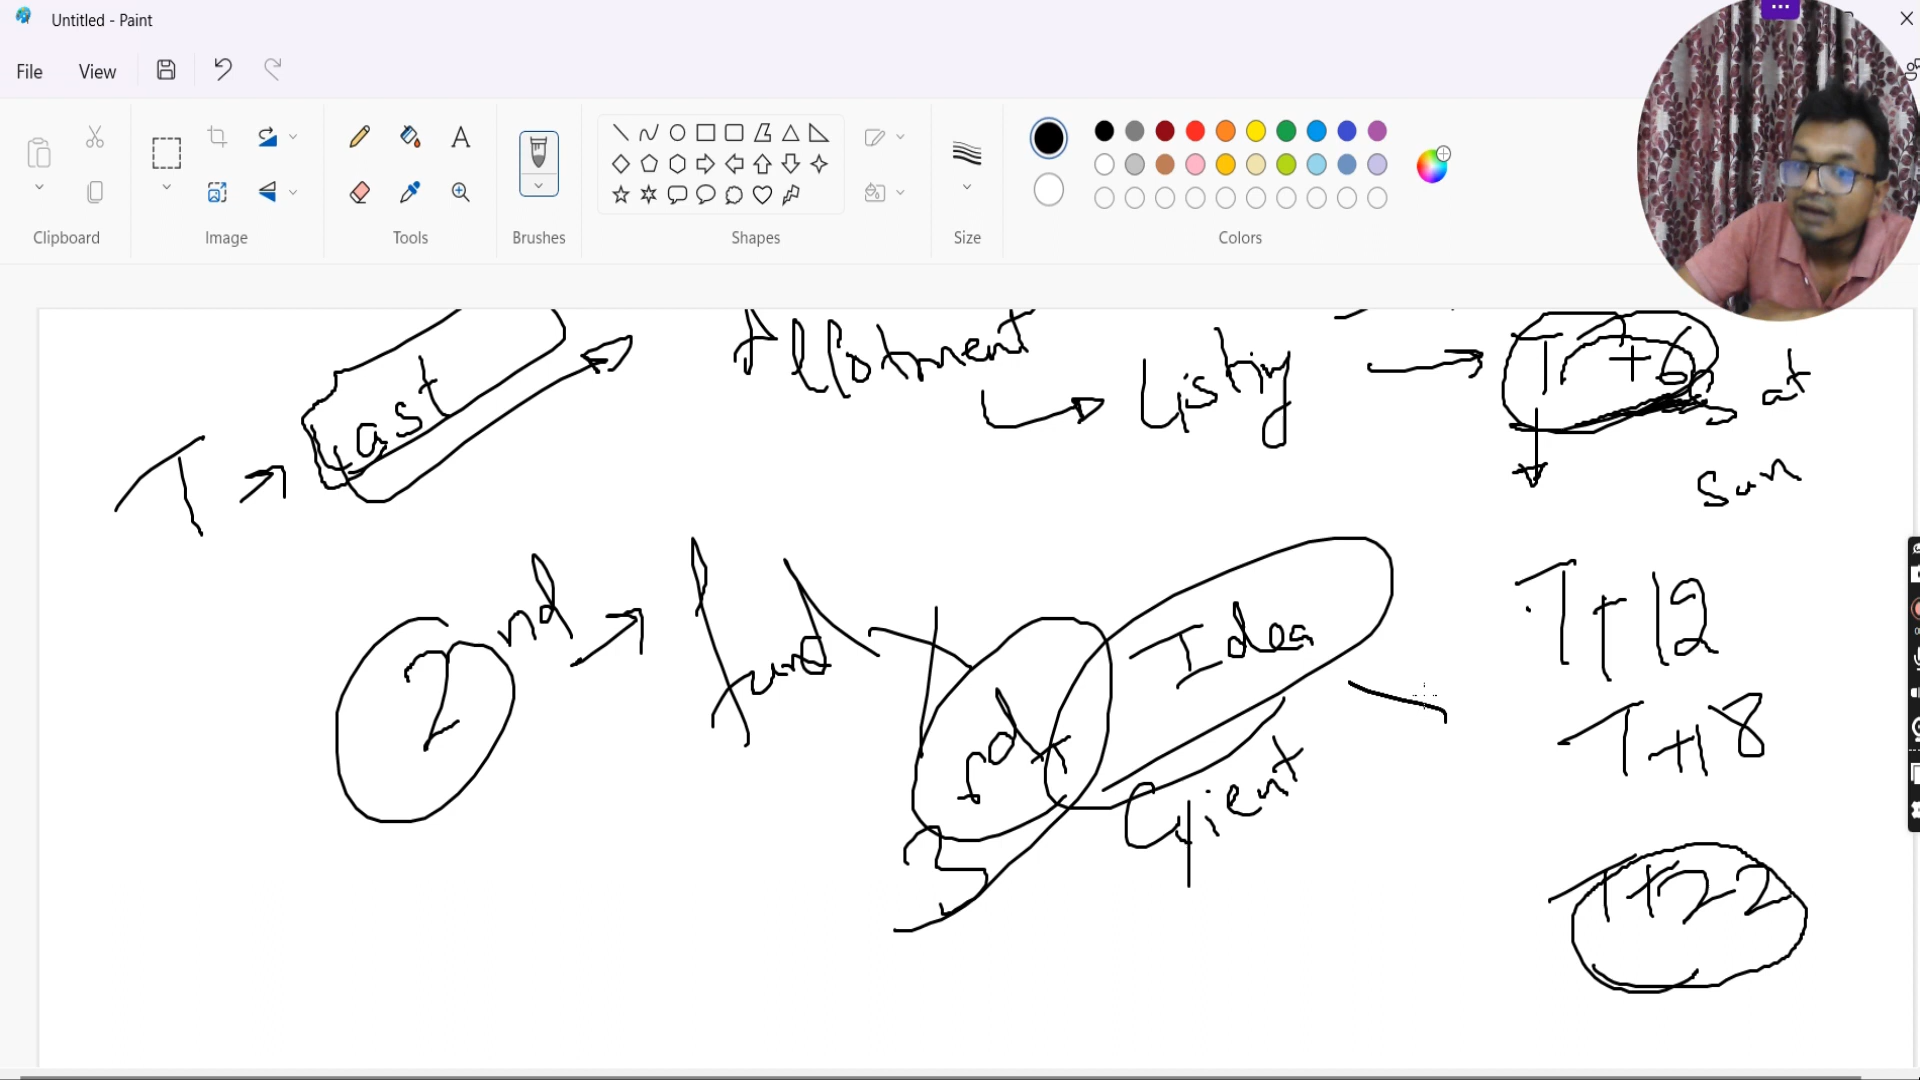 Untitled - Paint
File
View
Clipboard
Image
Tools
Brushes
Shapes
Size
Colors
Allotment
T+6
Last
Listing
at
T
Sun
2nd
fund
Idea
T+12
T+18
Client
3
T+22